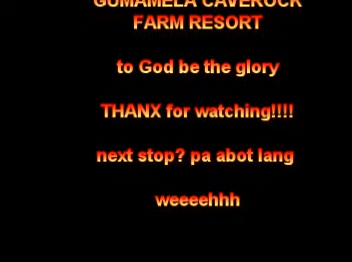 GUMAMELA CAVEROCK
FARM RESORT
to God be the glory
THANX for watching!!!!
next stop? pa abot lang
weeeehhh